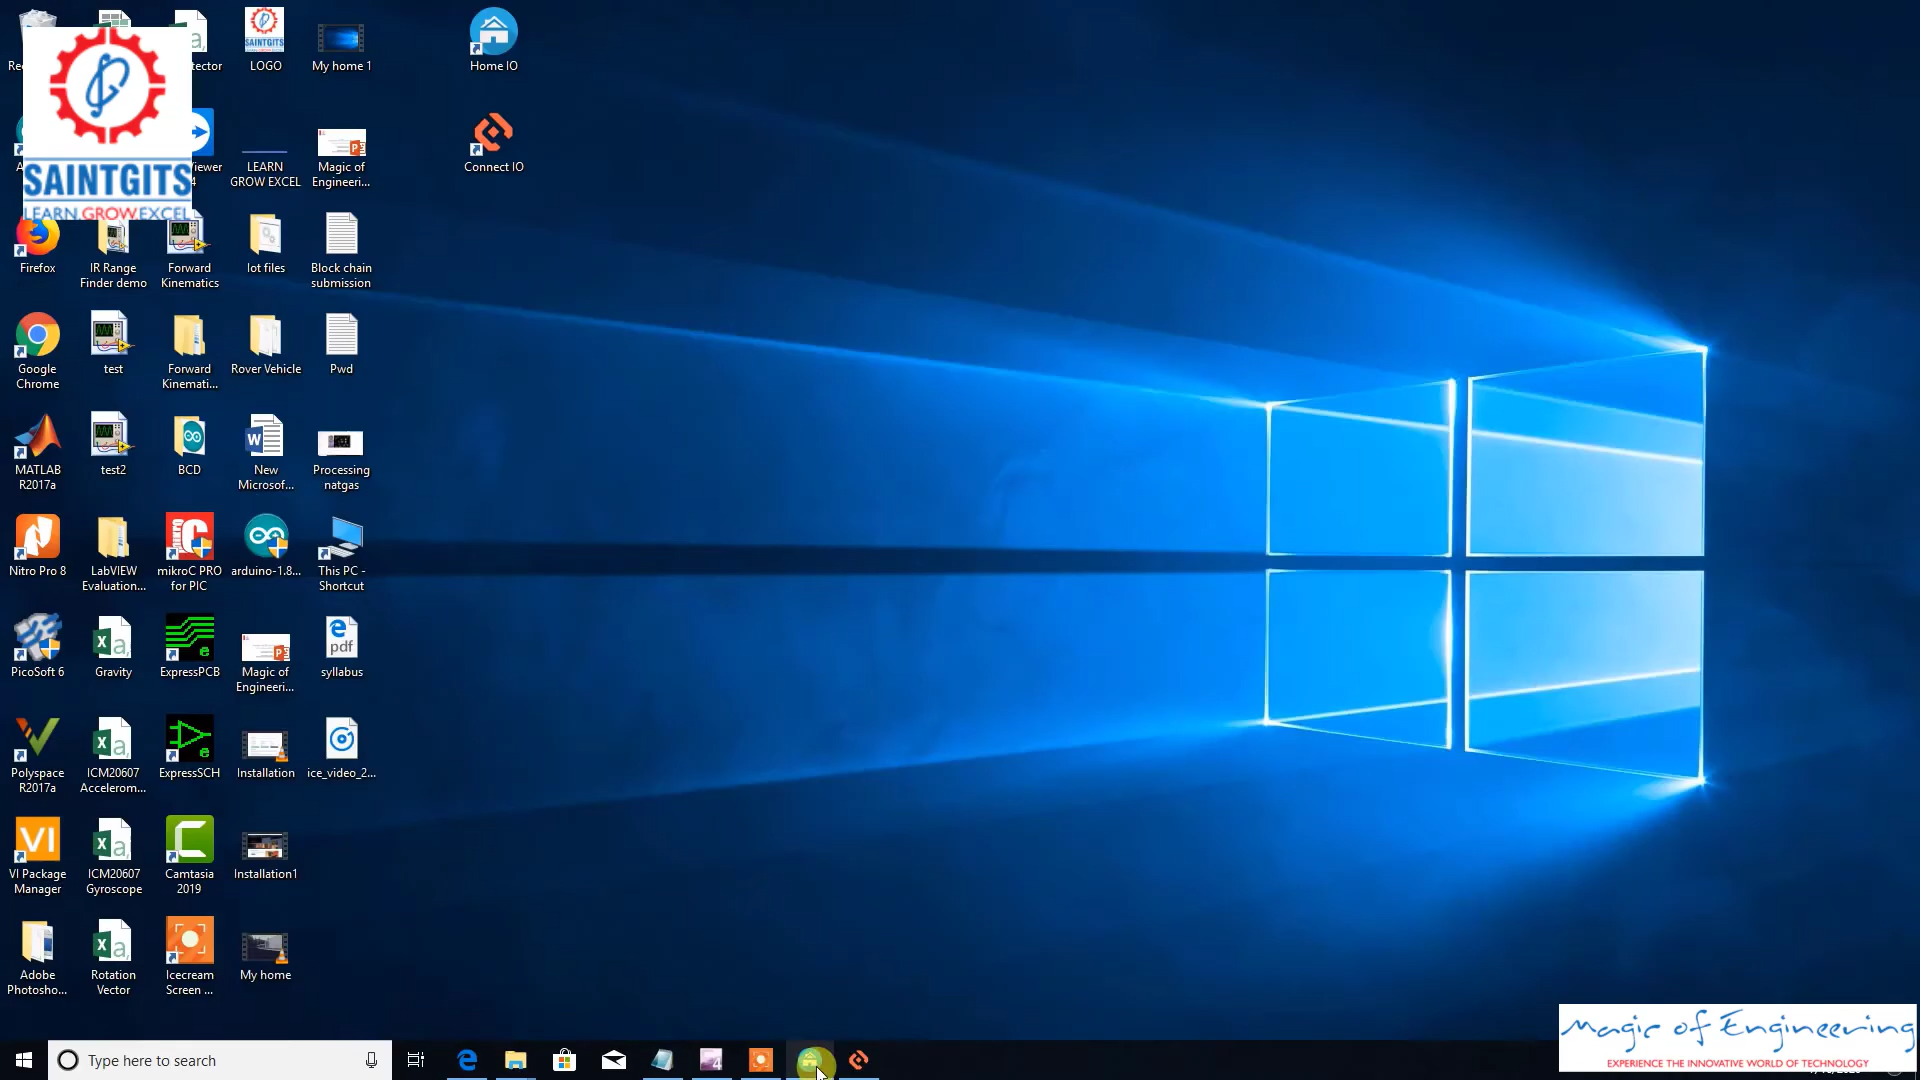 SAINTGITS
LEARN.GROW.EXCEL
tector
LOGO
My home 1
Home IO
iewer
4
LEARN
GROW EXCEL
Magic of
Engineeri...
Connect IO
Firefox
IR Range
Finder demo
Forward
Kinematics
Iot files
Block chain
submission
Google
Chrome
test
Forward
Kinemati...
Rover Vehicle
Pwd
MATLAB
R2017a
test2
BCD
New
Microsof...
Processing
natgas
Nitro Pro 8
LabVIEW
Evaluation...
mikroC PRO
for PIC
arduino-1.8...
This PC -
Shortcut
PicoSoft 6
Gravity
ExpressPCB
Magic of
Engineeri...
pdf
syllabus
Polyspace
R2017a
ICM20607
Accelerom...
ExpressSCH
Installation
ice_video_2...
VI
VI Package
Manager
ICM20607
Gyroscope
Camtasia
2019
Installation1
Adobe
Photosho...
Rotation
Vector
Icecream
Screen ...
My home
Type here to search
Magic of Engineering
EXPERIENCE THE INNOVATIVE WORLD OF TECHNOLOGY